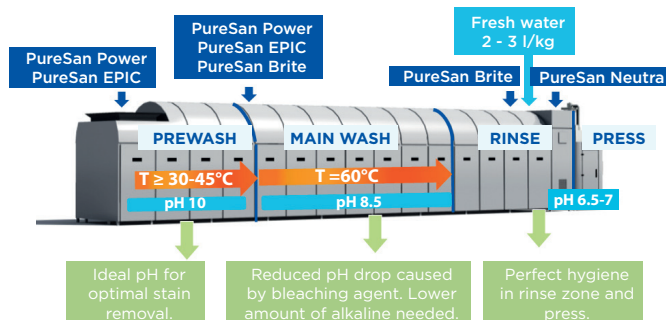 Fresh water
2 - 3 l/kg
PureSan Power
PureSan EPIC
PureSan Power
PureSan EPIC
PureSan Brite
PureSan Brite
PureSan Neutra
PREWASH
MAIN WASH
RINSE
PRESS
T ≥ 30-45°C
T =60°C
pH 10
pH 8.5
pH 6.5-7
Ideal pH for
optimal stain
removal.
Reduced pH drop caused
by bleaching agent. Lower
amount of alkaline needed.
Perfect hygiene
in rinse zone and
press.